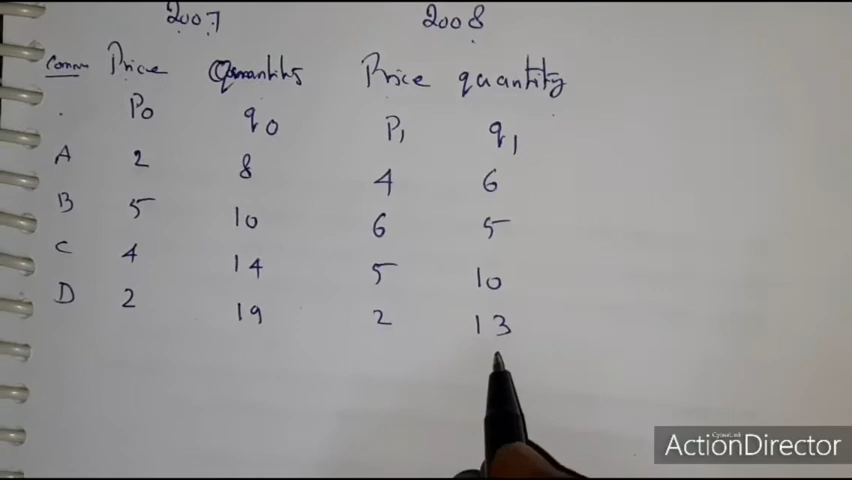 2007 2008
Comm Price Quantity Price quantity
P0 q0 P1 q1
A 2 8 4 6
B 5 10 6 5
C 4 14 5 10
D 2 19 2 13
CyberLink
ActionDirector